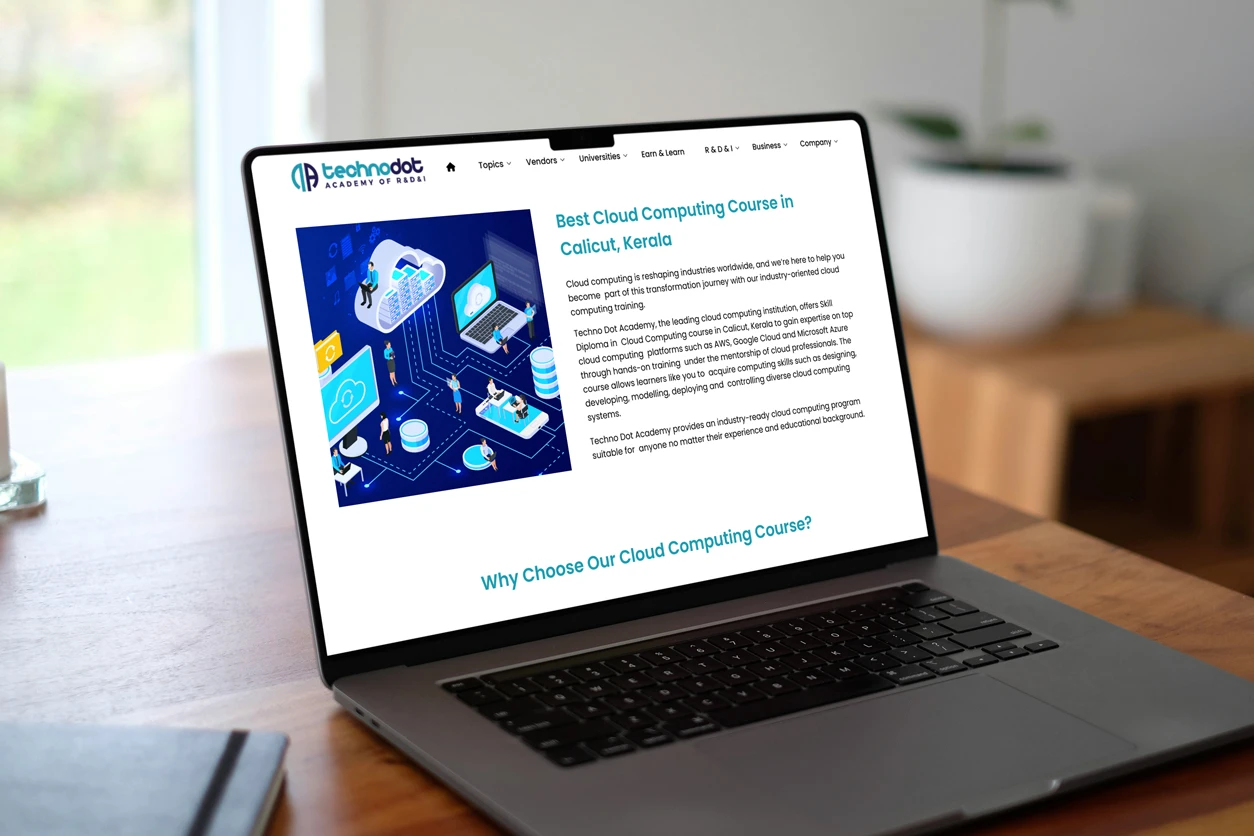 technodot
ACADEMY OF R&D&I
Topics
Vendors
Universities
Earn & Learn
R & D & I
Business
Company
Best Cloud Computing Course in
Calicut, Kerala
Cloud computing is reshaping industries worldwide, and we're here to help you
become part of this transformation journey with our industry-oriented cloud
computing training.
Techno Dot Academy, the leading cloud computing institution, offers Skill
Diploma in Cloud Computing course in Calicut, Kerala to gain expertise on top
cloud computing platforms such as AWS, Google Cloud and Microsoft Azure
through hands-on training under the mentorship of cloud professionals. The
course allows learners like you to acquire computing skills such as designing,
developing, modelling, deploying and controlling diverse cloud computing
systems.
Techno Dot Academy provides an industry-ready cloud computing program
suitable for anyone no matter their experience and educational background.
Why Choose Our Cloud Computing Course?